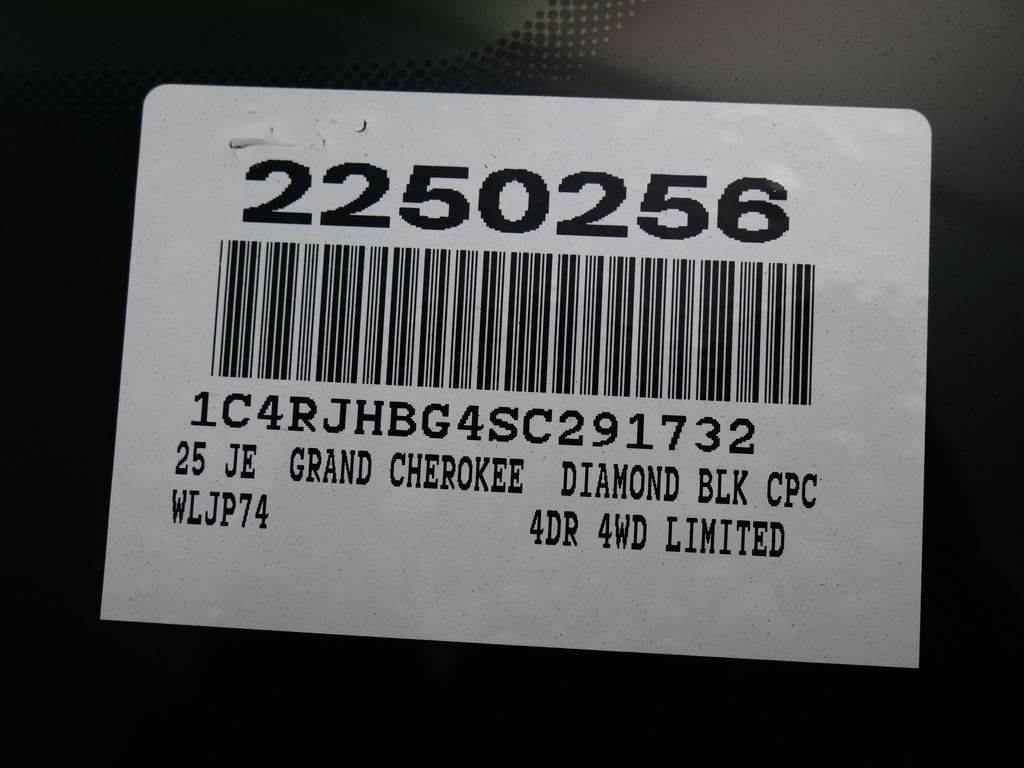 2250256
1C4RJHBG4SC291732
25 JE GRAND CHEROKEE DIAMOND BLK CPC
WLJP74 4DR 4WD LIMITED